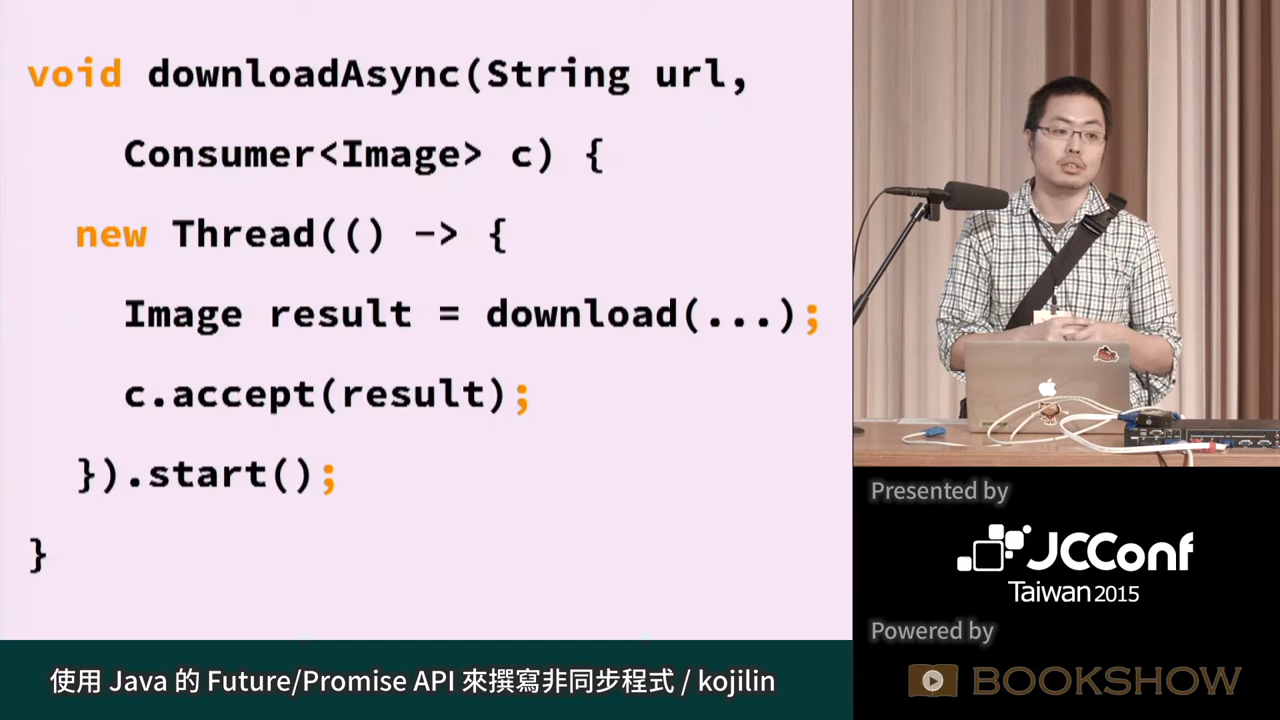 void downloadAsync(String url,
Consumer<Image> c) {
new Thread(() -> {
Image result = download(...);
c.accept(result);
}).start();
}
Presented by
JCConf
Taiwan 2015
Powered by
BOOKSHOW
使用 Java 的 Future/Promise API 來撰寫非同步程式 / kojilin